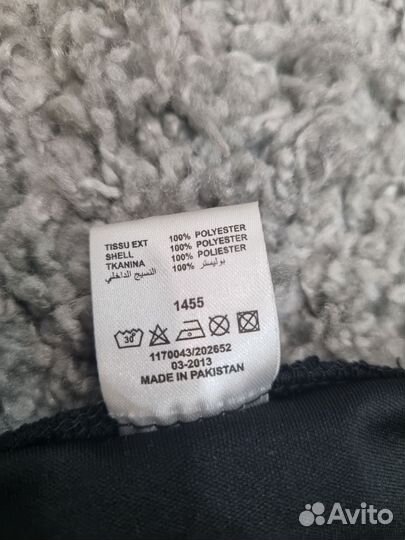 TISSU EXT 100% POLYESTER
SHELL 100% POLYESTER
TKANINA 100% POLIESTER
النسيج الداخلي 100% بوليستر
1455
30°
1170043/202652
03-2013
MADE IN PAKISTAN
Avito